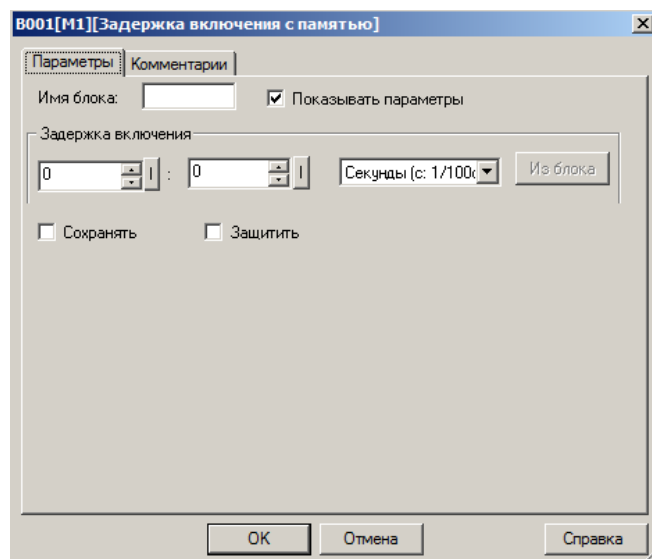 B001[M1][Задержка включения с памятью]
Параметры Комментарии
Имя блока: Показывать параметры
Задержка включения
0 : 0 Секунды (с: 1/100с Из блока
Сохранять Защитить
OK Отмена Справка